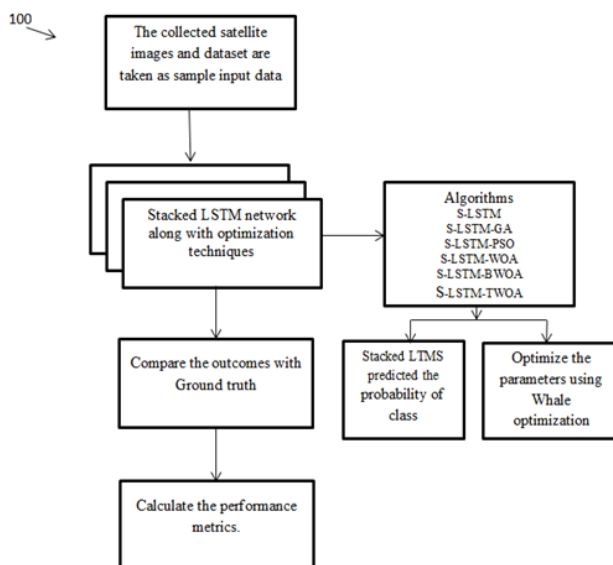 100
The collected satellite
images and dataset are
taken as sample input data
Stacked LSTM network
along with optimization
techniques
Algorithms
S-LSTM
S-LSTM-GA
S-LSTM-PSO
S-LSTM-WOA
S-LSTM-BWOA
S-LSTM-TWOA
Compare the outcomes with
Ground truth
Stacked LTMS
predicted the
probability of
class
Optimize the
parameters using
Whale
optimization
Calculate the performance
metrics.